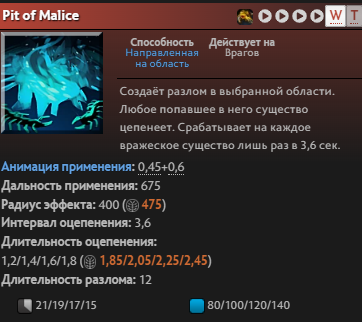 Pit of Malice W T
Способность Действует на
Направленная Врагов
на область
Создаёт разлом в выбранной области.
Любое попавшее в него существо
цепенеет. Срабатывает на каждое
вражеское существо лишь раз в 3,6 сек.
Анимация применения: 0,45+0,6
Дальность применения: 675
Радиус эффекта: 400 (475)
Интервал оцепенения: 3,6
Длительность оцепенения:
1,2/1,4/1,6/1,8 (1,85/2,05/2,25/2,45)
Длительность разлома: 12
21/19/17/15 80/100/120/140